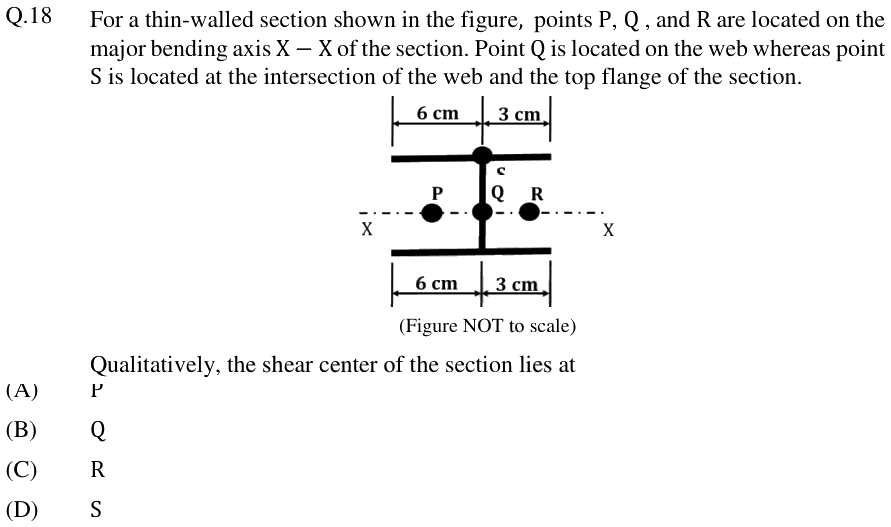 Q.18 For a thin-walled section shown in the figure, points P, Q , and R are located on the
major bending axis X − X of the section. Point Q is located on the web whereas point
S is located at the intersection of the web and the top flange of the section.
6 cm 3 cm
S
P Q R
X X
6 cm 3 cm
(Figure NOT to scale)
Qualitatively, the shear center of the section lies at
(A) P
(B) Q
(C) R
(D) S